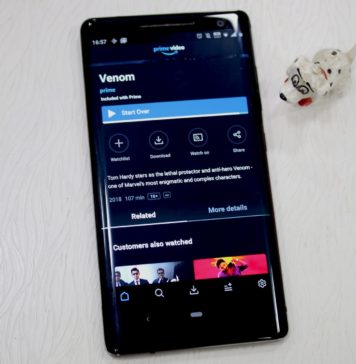 16:57
prime video
Venom
prime
Included with Prime
Start Over
Watchlist
Download
Watch on
Share
Tom Hardy stars as the lethal protector and anti-hero Venom -
one of Marvel's most enigmatic and complex characters.
2018 107 min 16+
Related
More details
Customers also watched